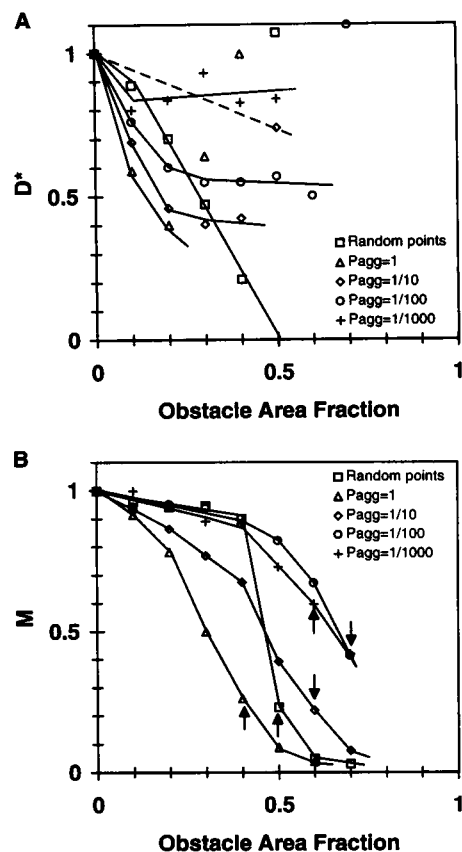 A
1
D*
0.5
0
□ Random points
△ Pagg=1
◇ Pagg=1/10
○ Pagg=1/100
+ Pagg=1/1000
0 0.5 1
Obstacle Area Fraction
B
1
M
0.5
0
□ Random points
△ Pagg=1
◇ Pagg=1/10
○ Pagg=1/100
+ Pagg=1/1000
0 0.5 1
Obstacle Area Fraction